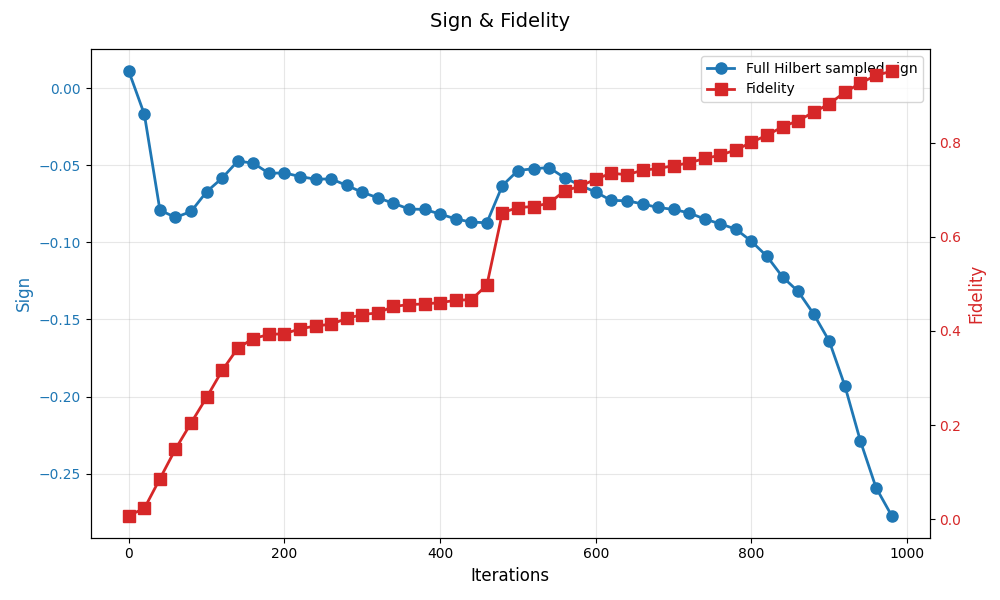 Sign & Fidelity
Full Hilbert sampled sign
Fidelity
0.00
−0.05
−0.10
−0.15
−0.20
−0.25
Sign
0.8
0.6
0.4
0.2
0.0
Fidelity
0 200 400 600 800 1000
Iterations